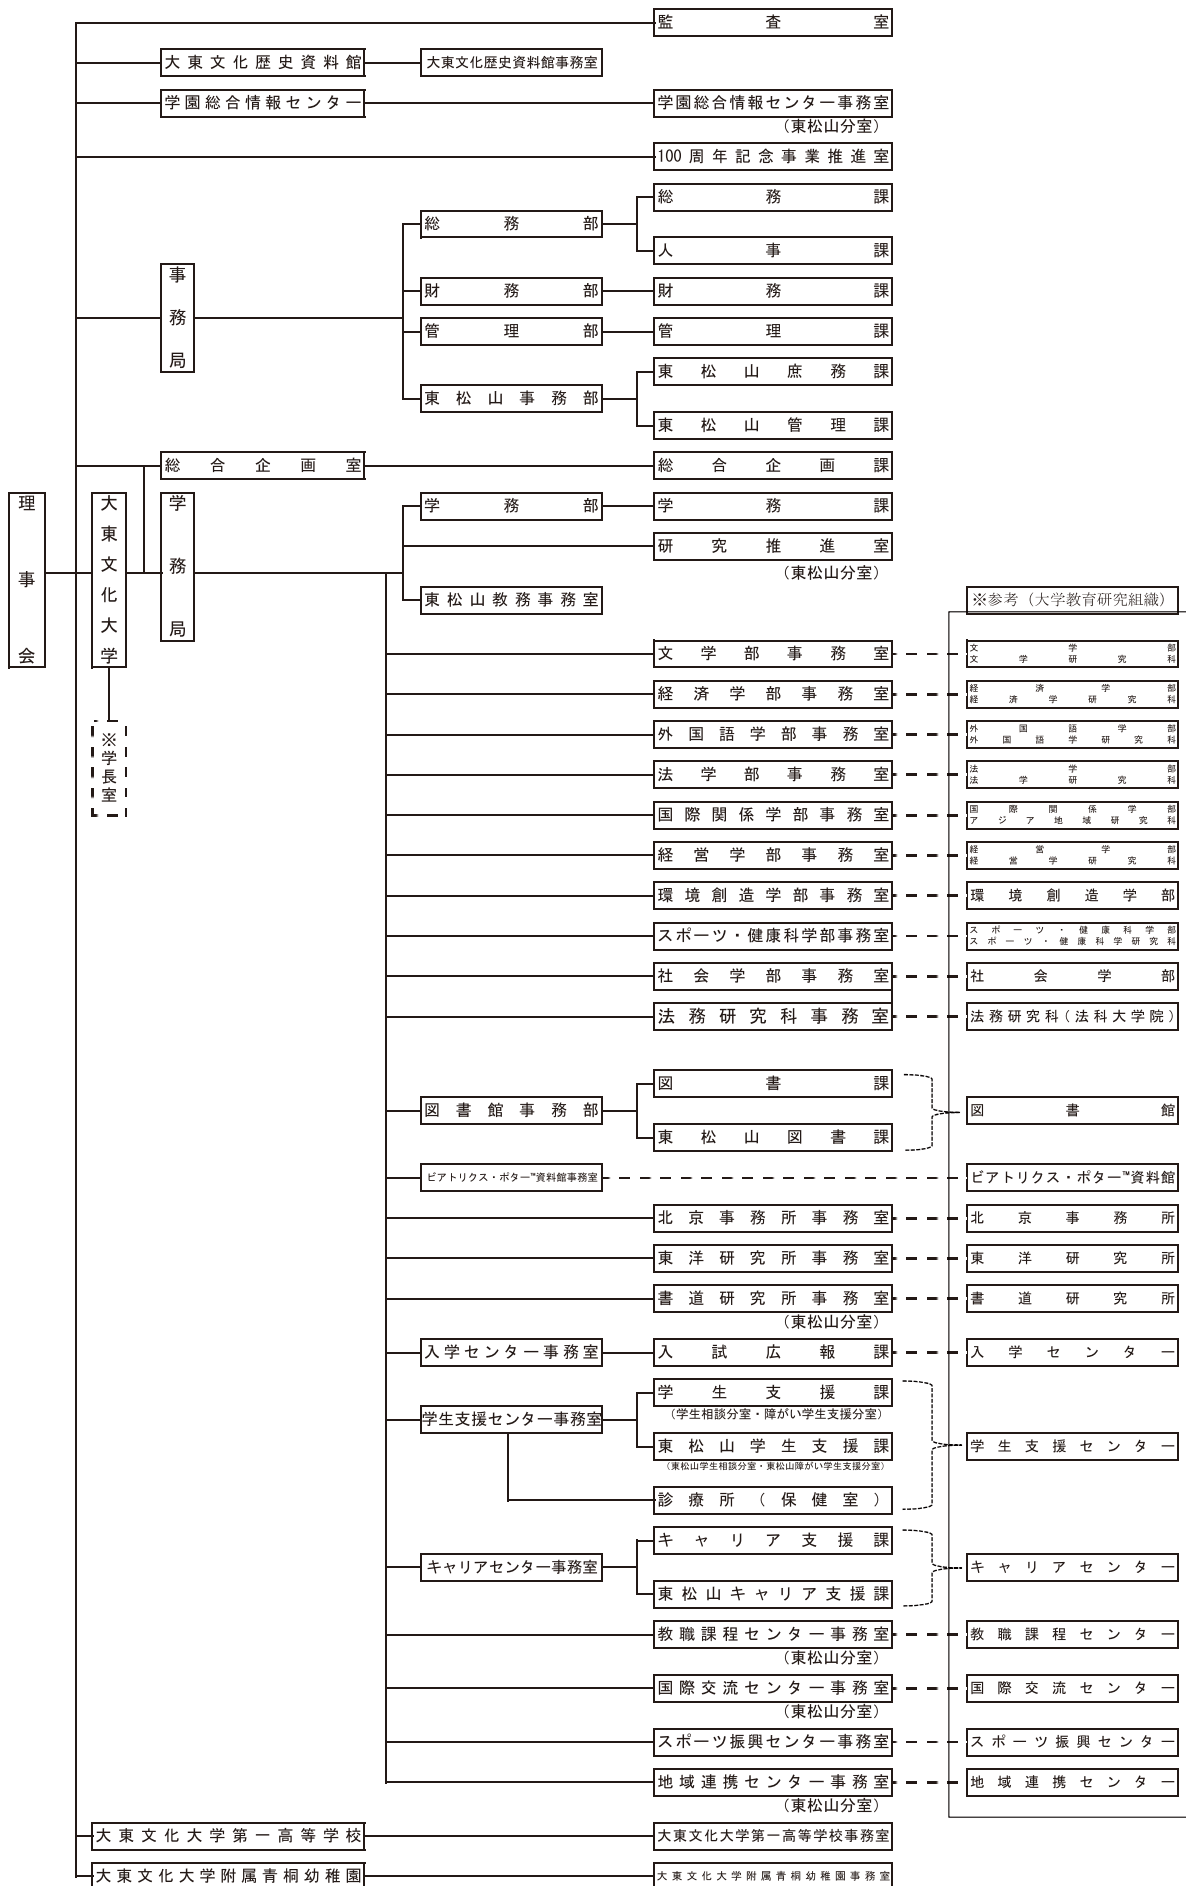 監査室
大東文化歴史資料館
大東文化歴史資料館事務室
学園総合情報センター
学園総合情報センター事務室
（東松山分室）
100周年記念事業推進室
事務局
総務部
総務課
人事課
財務部
財務課
管理部
管理課
東松山事務部
東松山庶務課
東松山管理課
総合企画室
総合企画課
理事会
大東文化大学
※学長室
学務局
学務部
学務課
研究推進室
（東松山分室）
東松山教務事務室
※参考（大学教育研究組織）
文学部事務室
文学部
文学研究科
経済学部事務室
経済学部
経済学研究科
外国語学部事務室
外国語学部
外国語学研究科
法学部事務室
法学部
法学研究科
国際関係学部事務室
国際関係学部
アジア地域研究科
経営学部事務室
経営学部
経営学研究科
環境創造学部事務室
環境創造学部
スポーツ・健康科学部事務室
スポーツ・健康科学部
スポーツ・健康科学研究科
社会学部事務室
社会学部
法務研究科事務室
法務研究科（法科大学院）
図書館事務部
図書課
東松山図書課
図書館
ビアトリクス・ポター™資料館事務室
ビアトリクス・ポター™資料館
北京事務所事務室
北京事務所
東洋研究所事務室
東洋研究所
書道研究所事務室
（東松山分室）
書道研究所
入学センター事務室
入試広報課
入学センター
学生支援センター事務室
学生支援課
（学生相談分室・障がい学生支援分室）
東松山学生支援課
（東松山学生相談分室・東松山障がい学生支援分室）
診療所（保健室）
学生支援センター
キャリアセンター事務室
キャリア支援課
東松山キャリア支援課
キャリアセンター
教職課程センター事務室
（東松山分室）
教職課程センター
国際交流センター事務室
（東松山分室）
国際交流センター
スポーツ振興センター事務室
スポーツ振興センター
地域連携センター事務室
（東松山分室）
地域連携センター
大東文化大学第一高等学校
大東文化大学第一高等学校事務室
大東文化大学附属青桐幼稚園
大東文化大学附属青桐幼稚園事務室